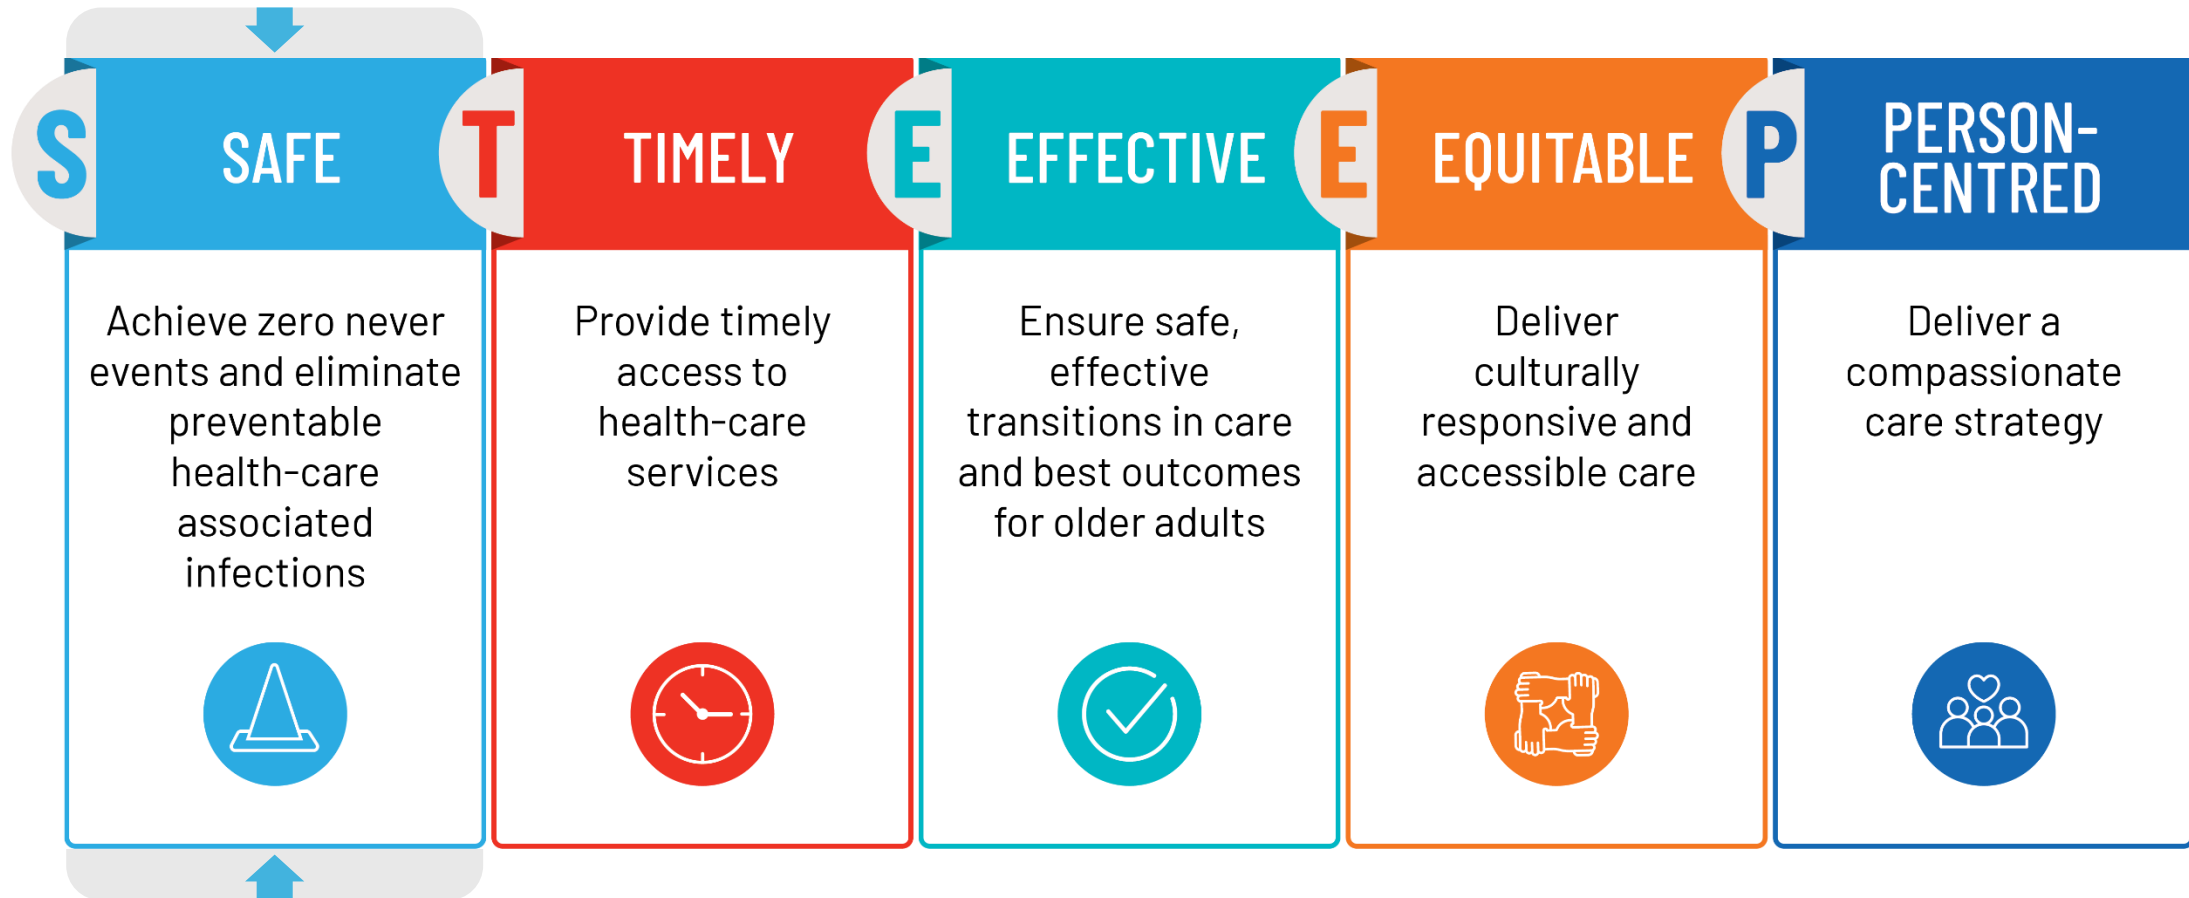 S
SAFE
Achieve zero never
events and eliminate
preventable
health-care
associated
infections
T
TIMELY
Provide timely
access to
health-care
services
E
EFFECTIVE
Ensure safe,
effective
transitions in care
and best outcomes
for older adults
E
EQUITABLE
Deliver
culturally
responsive and
accessible care
P
PERSON-
CENTRED
Deliver a
compassionate
care strategy